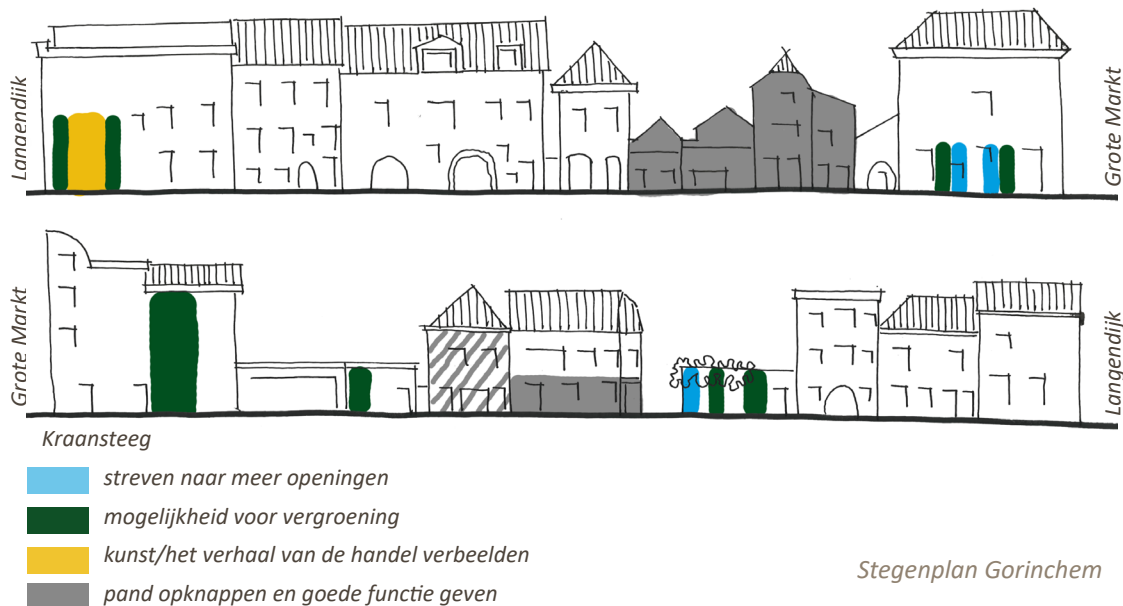 Langendijk
Grote Markt
Grote Markt
Langendijk
Kraansteeg
streven naar meer openingen
mogelijkheid voor vergroening
kunst/het verhaal van de handel verbeelden
pand opknappen en goede functie geven
Stegenplan Gorinchem